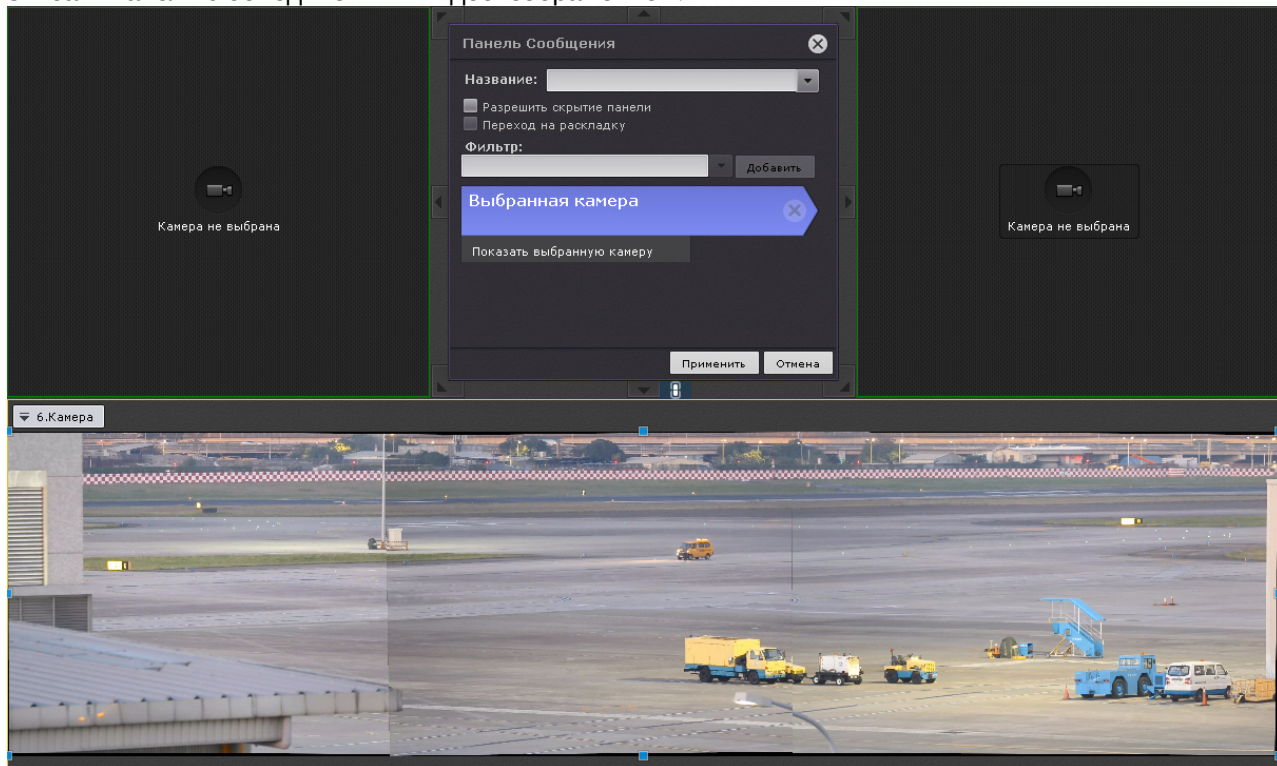 Панель Сообщения
Название:
Разрешить скрытие панели
Переход на раскладку
Фильтр:
Добавить
Выбранная камера
Показать выбранную камеру
Применить Отмена
Камера не выбрана
Камера не выбрана
6.Камера